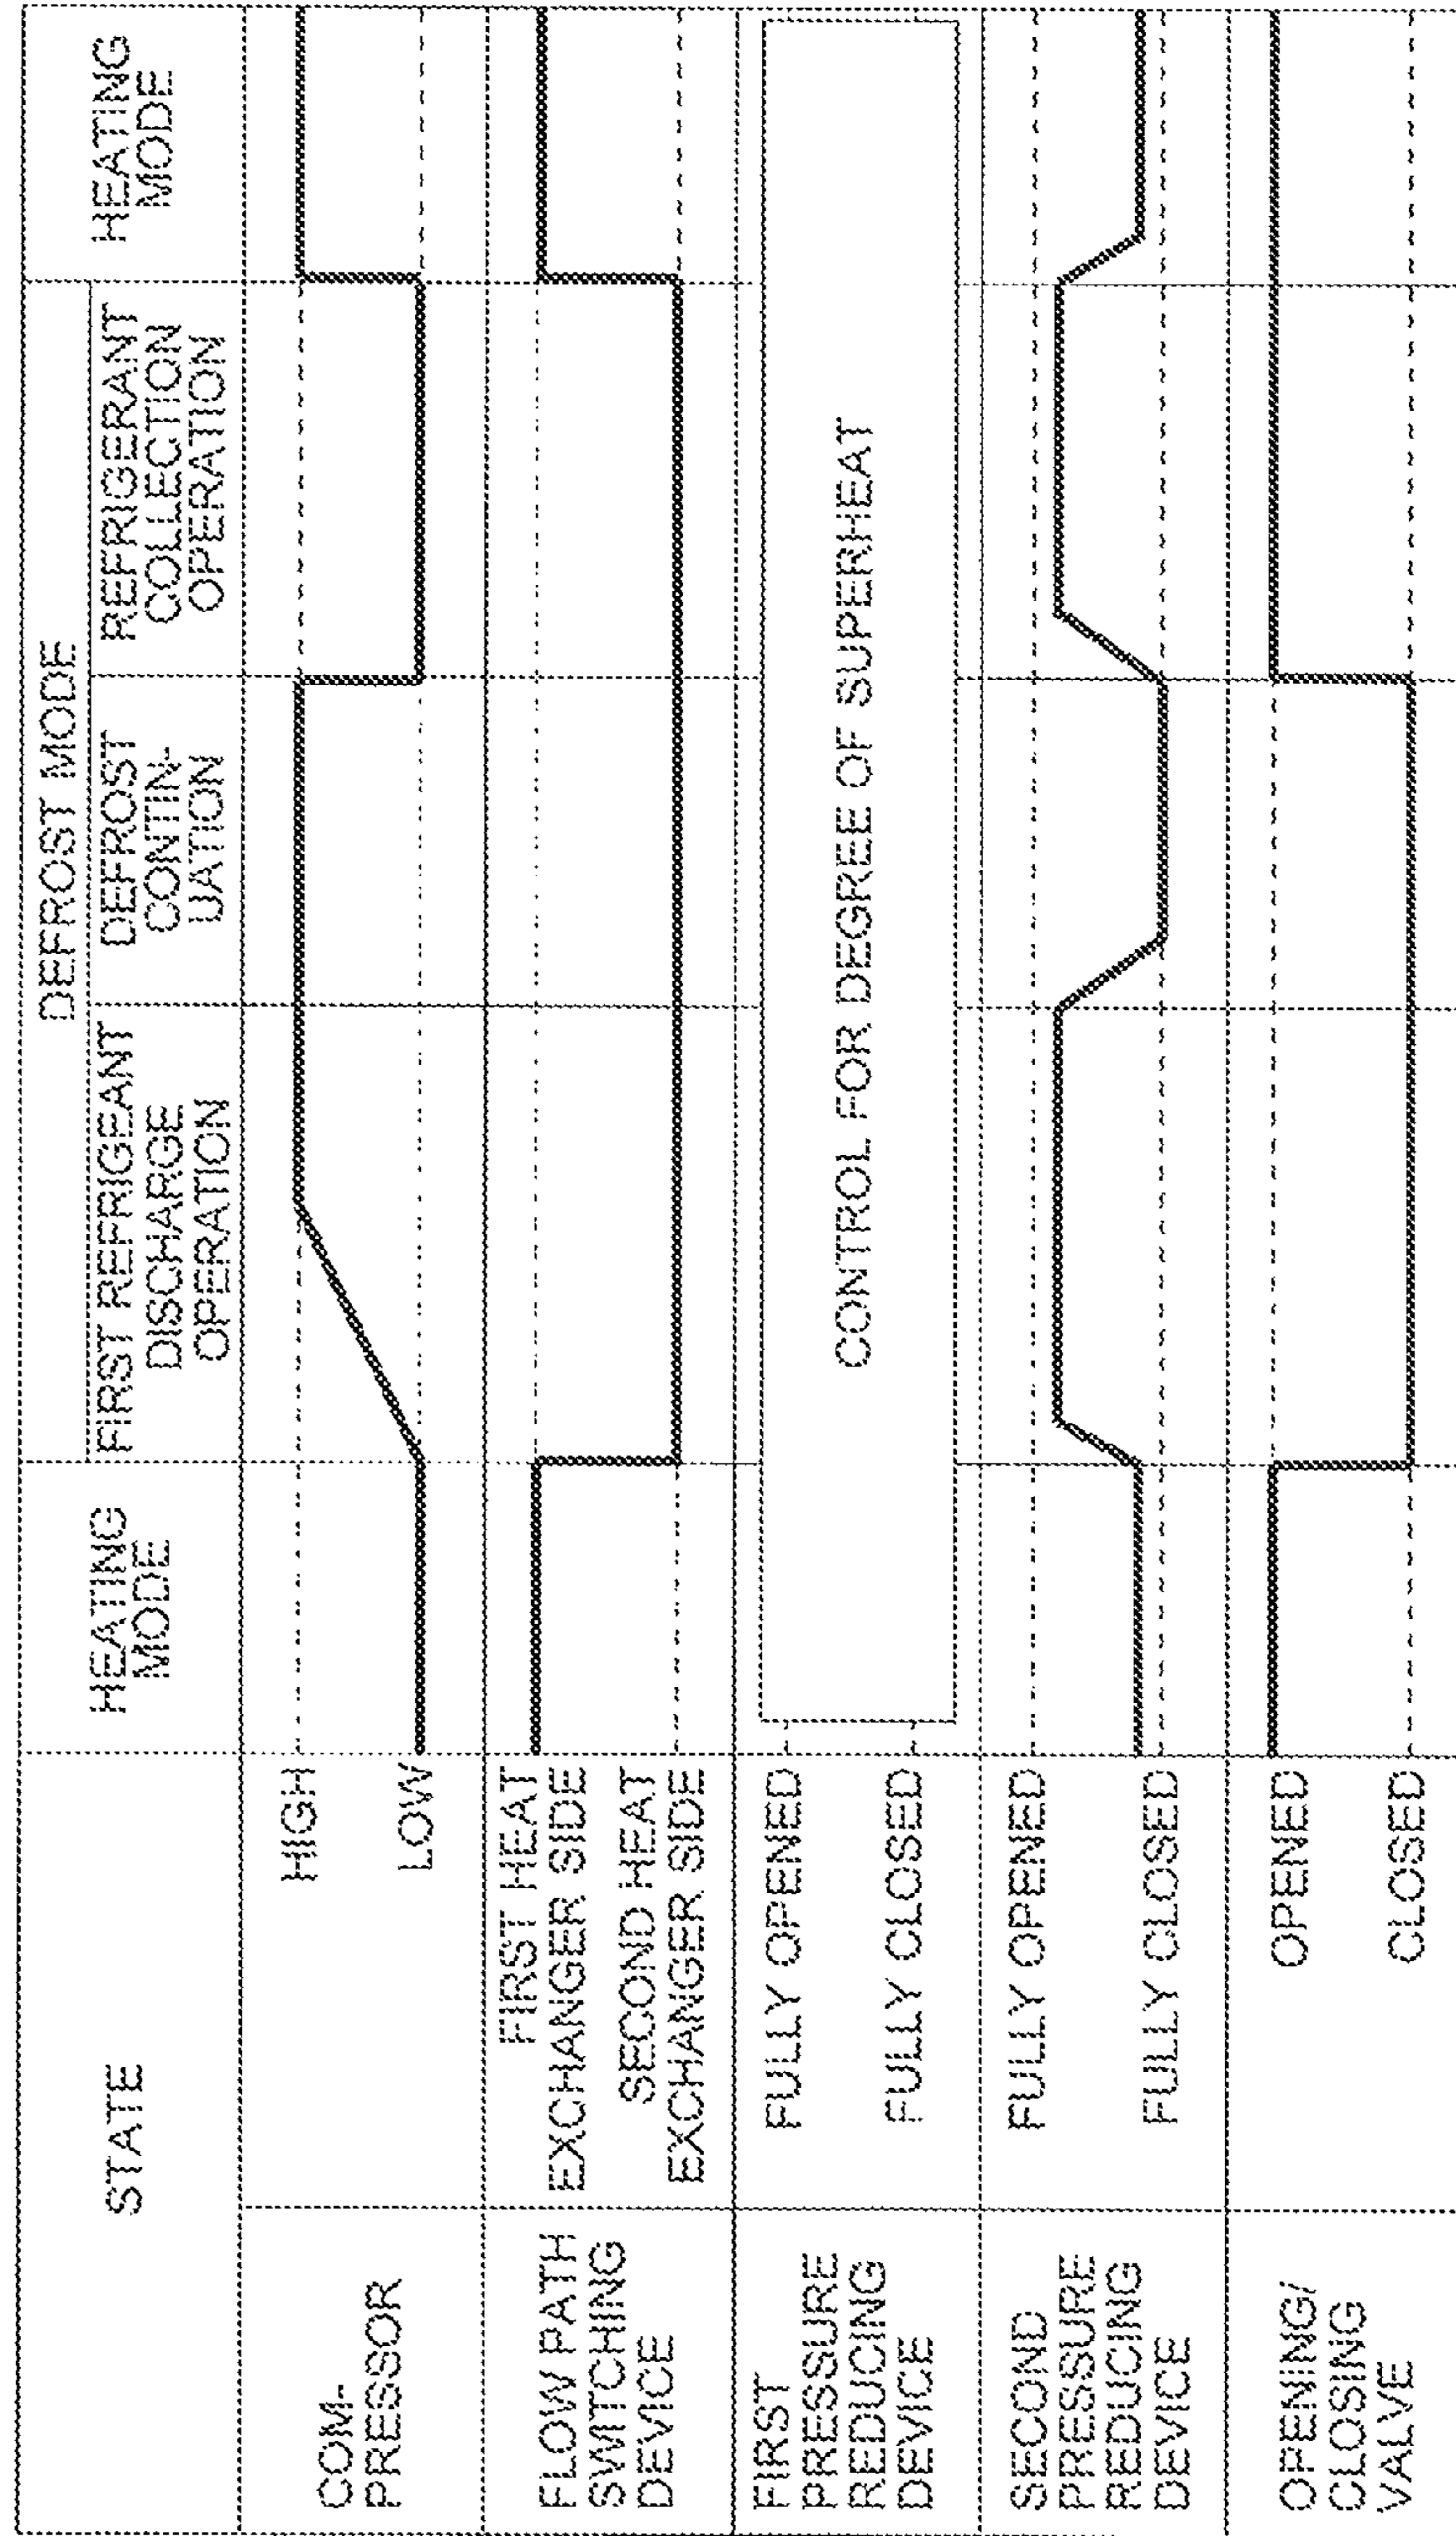 STATE
HEATING
MODE
DEFROST MODE
FIRST REFRIGEANT
DISCHARGE
OPERATION
DEFROST
CONTIN-
UATION
REFRIGERANT
COLLECTION
OPERATION
HEATING
MODE
COM-
PRESSOR
HIGH
LOW
FLOW PATH
SWITCHING
DEVICE
FIRST HEAT
EXCHANGER SIDE
SECOND HEAT
EXCHANGER SIDE
FIRST
PRESSURE
REDUCING
DEVICE
FULLY OPENED
FULLY CLOSED
CONTROL FOR DEGREE OF SUPERHEAT
SECOND
PRESSURE
REDUCING
DEVICE
FULLY OPENED
FULLY CLOSED
OPENING/
CLOSING
VALVE
OPENED
CLOSED